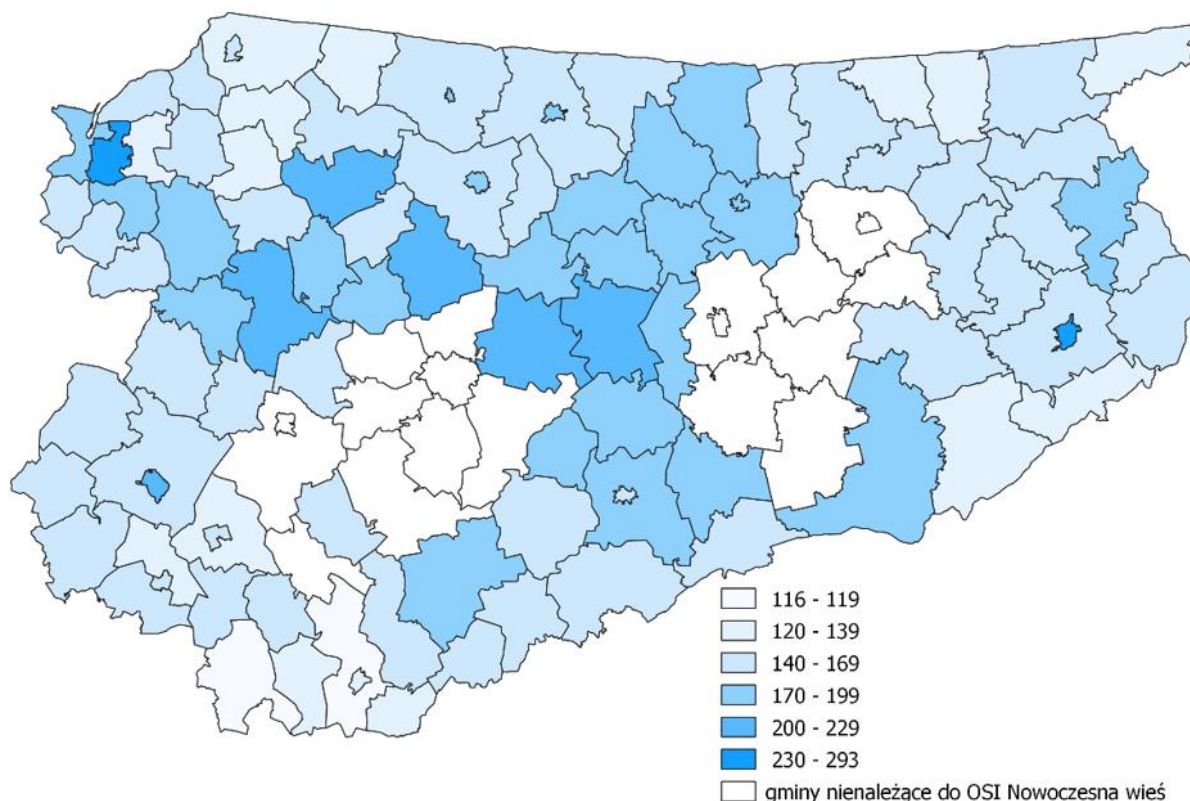 116 - 119
120 - 139
140 - 169
170 - 199
200 - 229
230 - 293
gminy nienależące do OSI Nowoczesna wieś